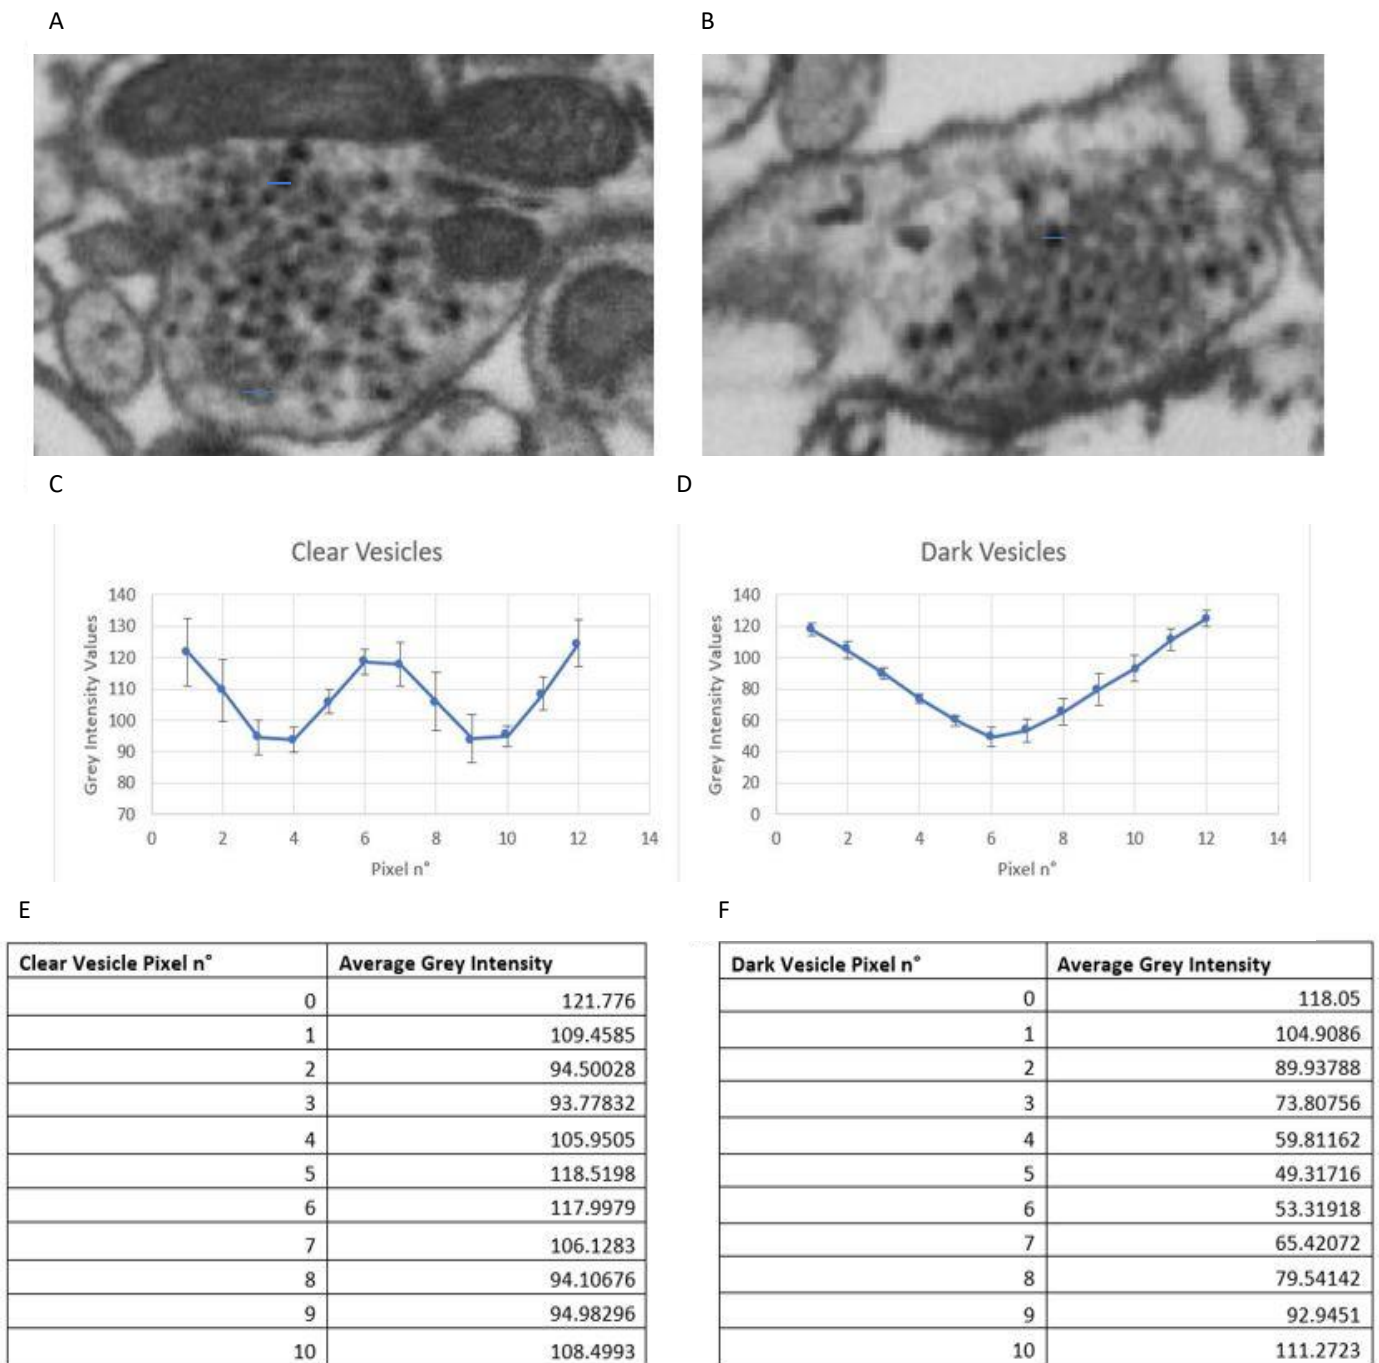 A
B
C
D
Clear Vesicles
140
130
120
110
100
90
80
70
Grey Intensity Values
0 2 4 6 8 10 12 14
Pixel n°
Dark Vesicles
140
120
100
80
60
40
20
0
Grey Intensity Values
0 2 4 6 8 10 12 14
Pixel n°
E
F
Clear Vesicle Pixel n° Average Grey Intensity
0 121.776
1 109.4585
2 94.50028
3 93.77832
4 105.9505
5 118.5198
6 117.9979
7 106.1283
8 94.10676
9 94.98296
10 108.4993
Dark Vesicle Pixel n° Average Grey Intensity
0 118.05
1 104.9086
2 89.93788
3 73.80756
4 59.81162
5 49.31716
6 53.31918
7 65.42072
8 79.54142
9 92.9451
10 111.2723